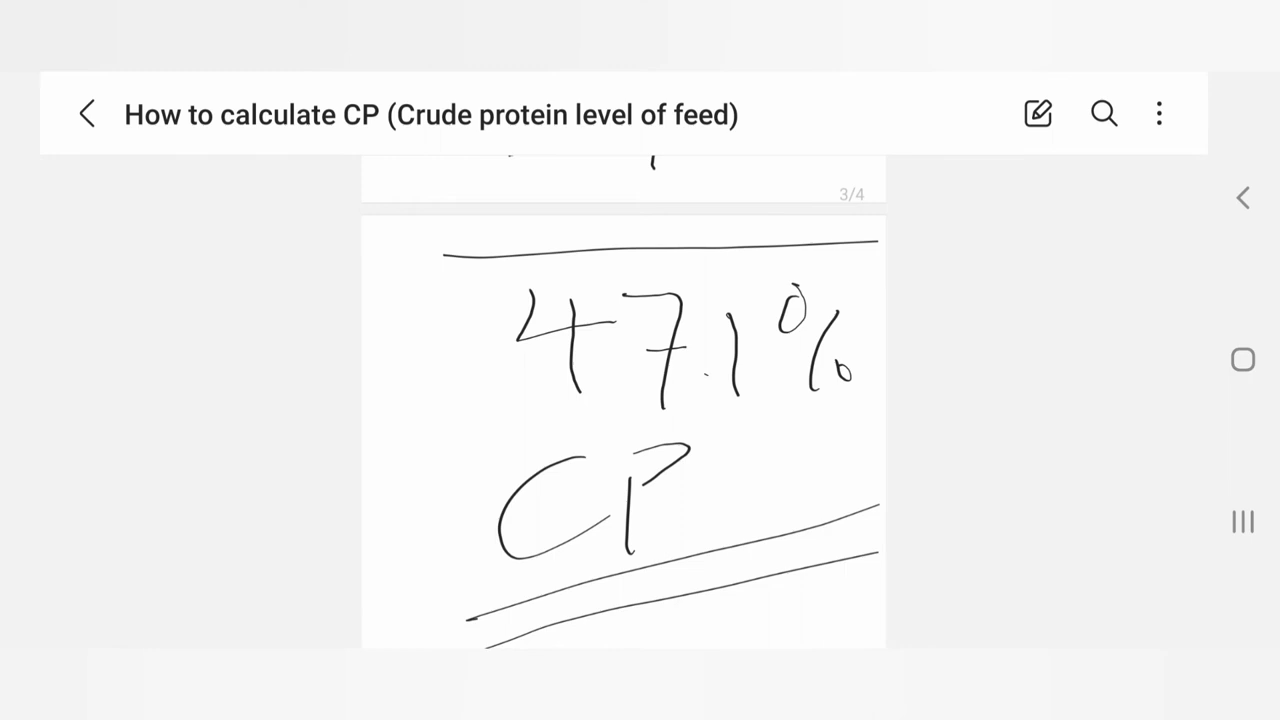 How to calculate CP (Crude protein level of feed)
3/4
47.1%
CP